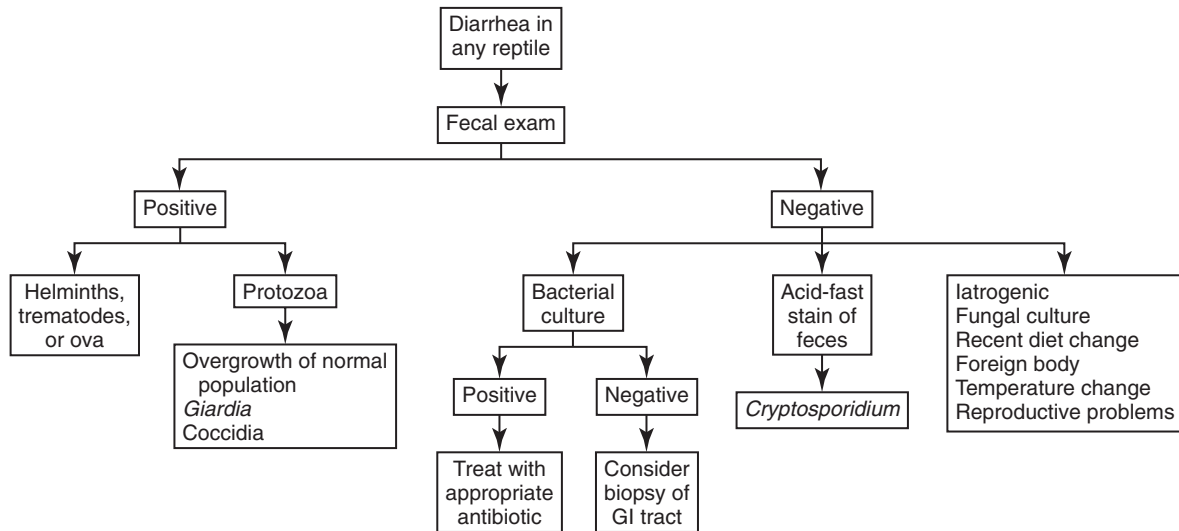 Diarrhea in
any reptile
Fecal exam
Positive
Negative
Helminths,
trematodes,
or ova
Protozoa
Overgrowth of normal
population
Giardia
Coccidia
Bacterial
culture
Positive
Treat with
appropriate
antibiotic
Negative
Consider
biopsy of
GI tract
Acid-fast
stain of
feces
Cryptosporidium
Iatrogenic
Fungal culture
Recent diet change
Foreign body
Temperature change
Reproductive problems